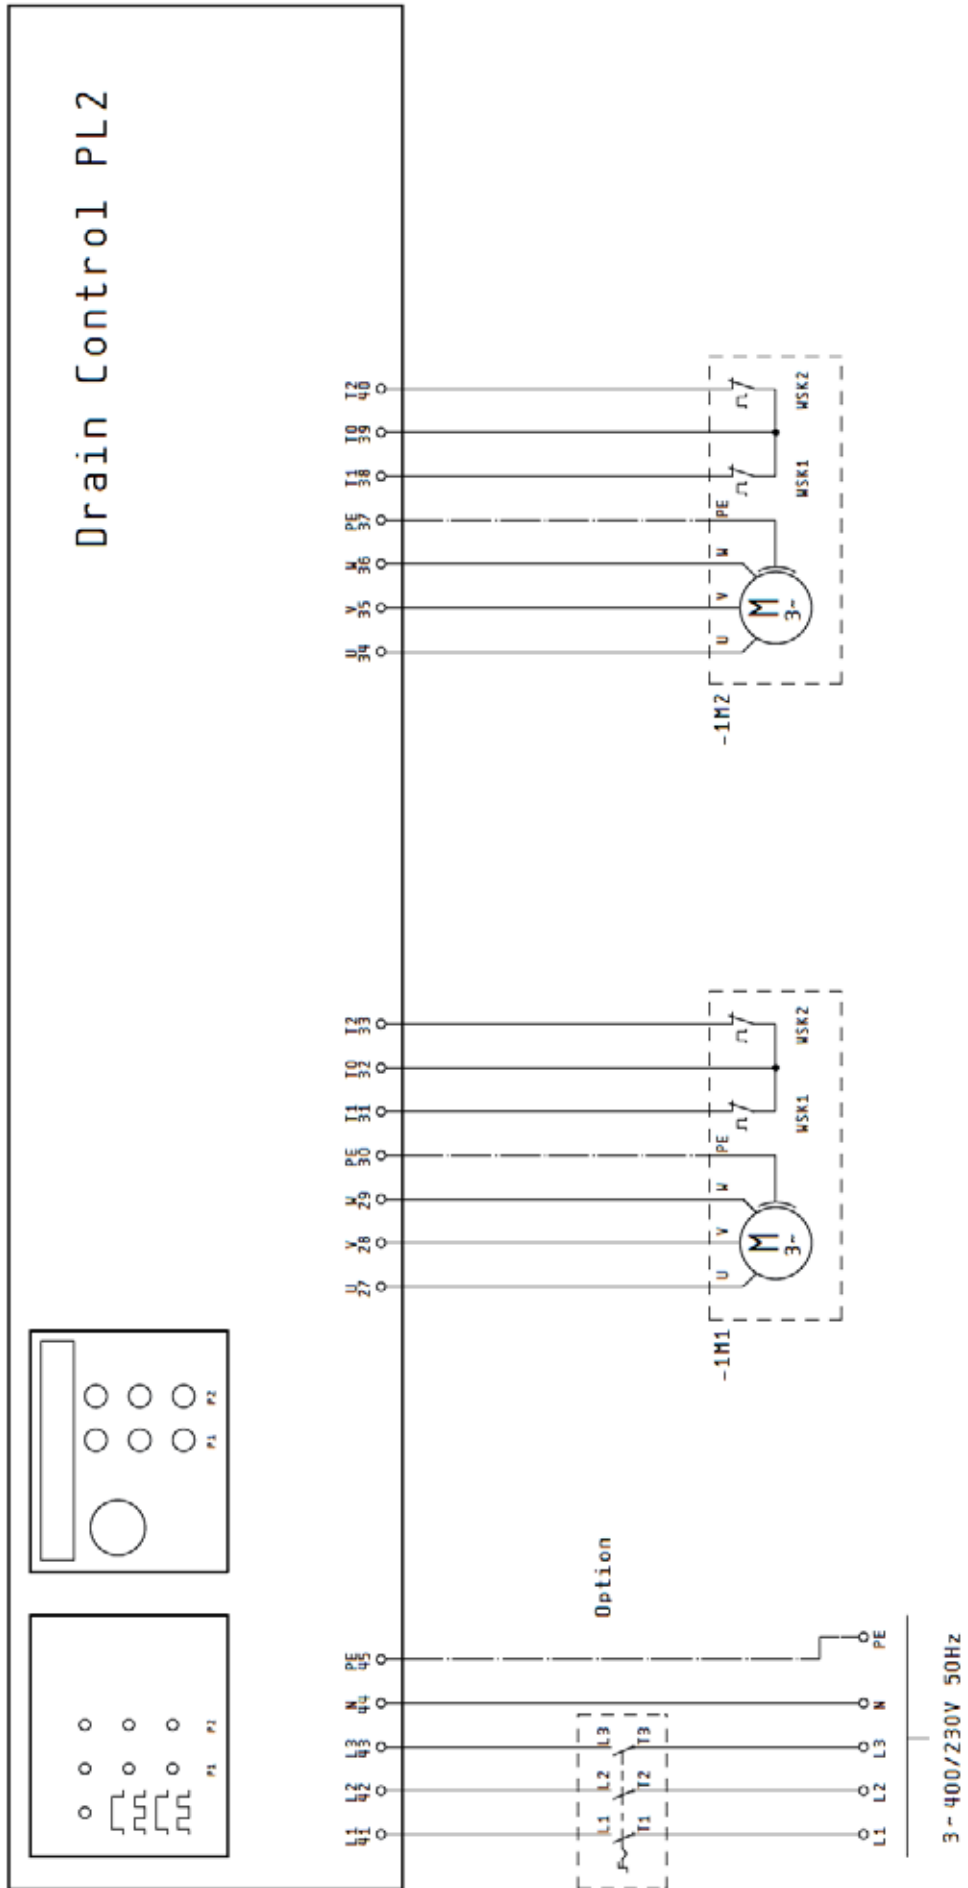 Drain Control PL2
P1 P2
P1 P2
L1 L2 L3 N PE
41 42 43 44 45
U V W PE T1 T0 T2
27 28 29 30 31 32 33
U V W PE T1 T0 T2
34 35 36 37 38 39 40
Option
L1 L2 L3
T1 T2 T3
-1M1
U V W PE
M
3~
WSK1 WSK2
-1M2
U V W PE
M
3~
WSK1 WSK2
L1 L2 L3 N PE
3~400/230V 50Hz